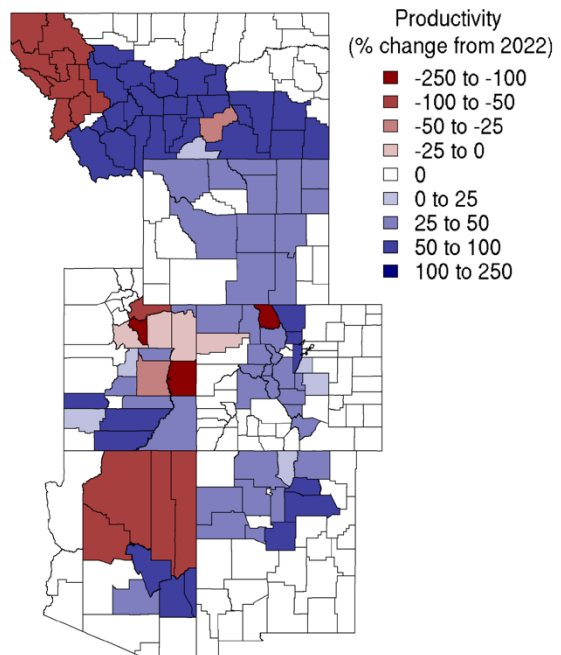 Productivity
(% change from 2022)
-250 to -100
-100 to -50
-50 to -25
-25 to 0
0
0 to 25
25 to 50
50 to 100
100 to 250